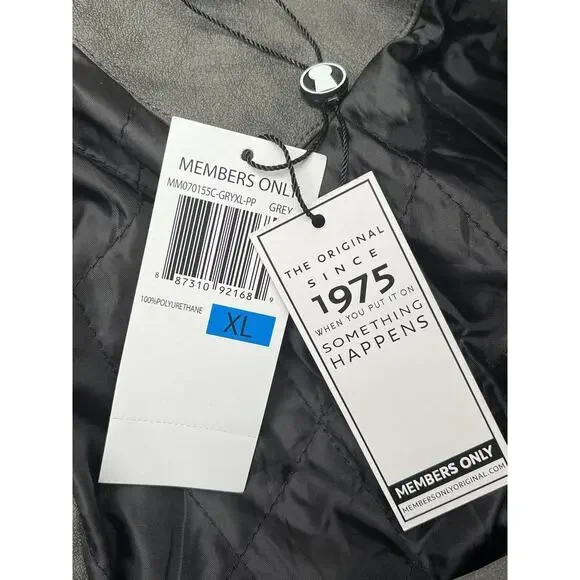 MEMBERS ONLY
MM070155C-GRYXL-PP GREY
8 87310 92168 9
100%POLYURETHANE
XL
THE ORIGINAL
SINCE
1975
WHEN YOU PUT IT ON
SOMETHING
HAPPENS
MEMBERS ONLY
MEMBERSONLYORIGINAL.COM